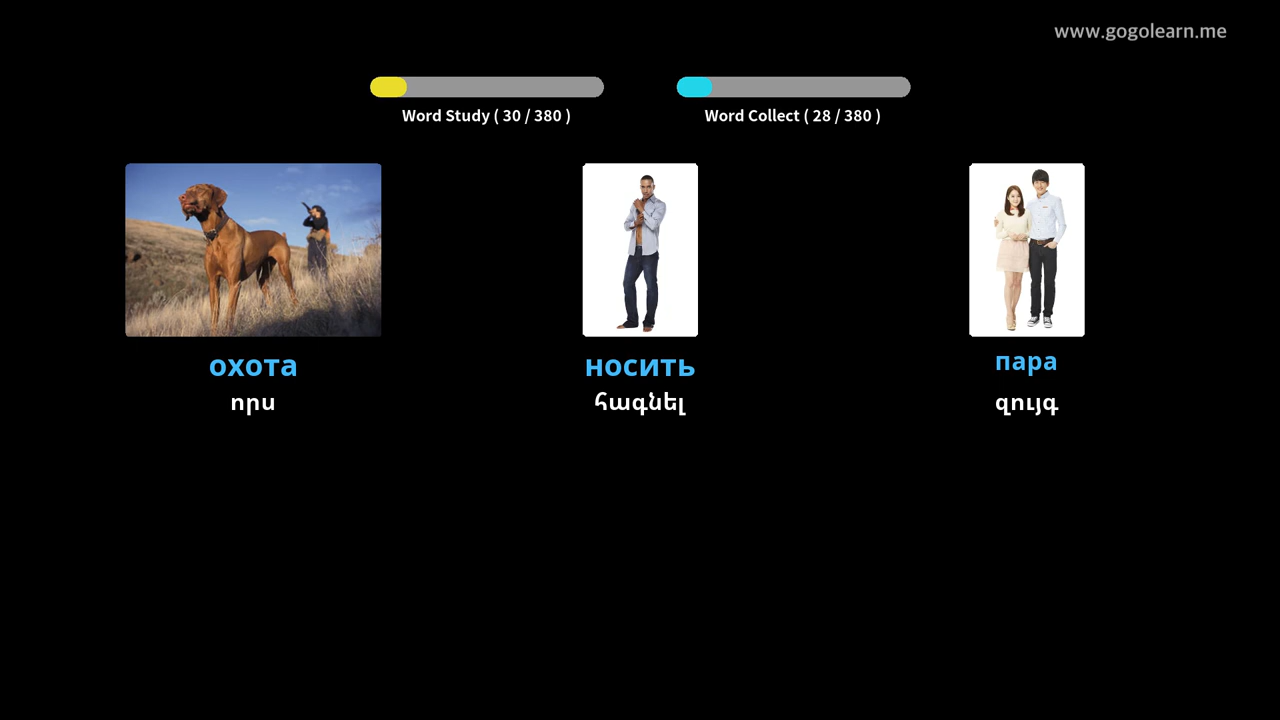 www.gogolearn.me
Word Study ( 30 / 380 )
Word Collect ( 28 / 380 )
охота
носить
пара
որս
հագնել
զույգ